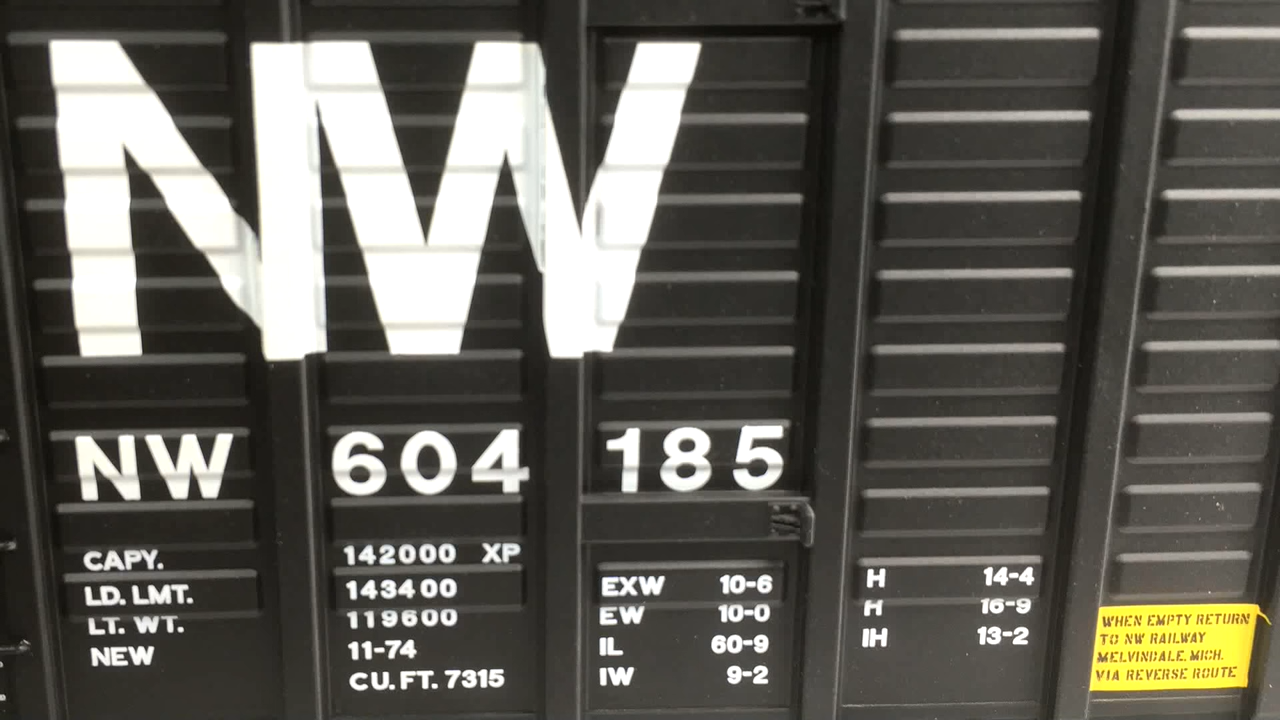 NW
NW 604 185
CAPY. 142000 XP
LD. LMT. 143400
LT. WT. 119600
NEW 11-74
CU. FT. 7315
EXW 10-6
EW 10-0
IL 60-9
IW 9-2
H 14-4
H 16-9
IH 13-2
WHEN EMPTY RETURN
TO NW RAILWAY
MELVINDALE. MICH.
VIA REVERSE ROUTE